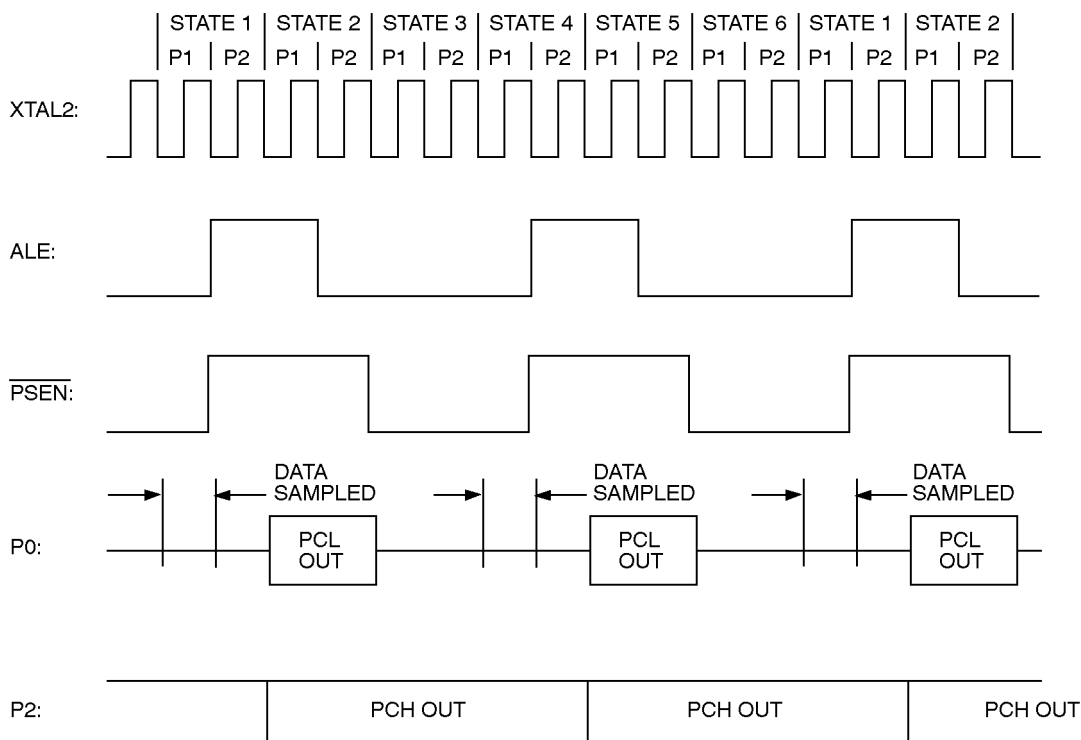 STATE 1 STATE 2 STATE 3 STATE 4 STATE 5 STATE 6 STATE 1 STATE 2
P1 P2 P1 P2 P1 P2 P1 P2 P1 P2 P1 P2 P1 P2 P1 P2
XTAL2:
ALE:
PSEN:
DATA SAMPLED
DATA SAMPLED
DATA SAMPLED
P0:
PCL OUT
PCL OUT
PCL OUT
P2:
PCH OUT
PCH OUT
PCH OUT